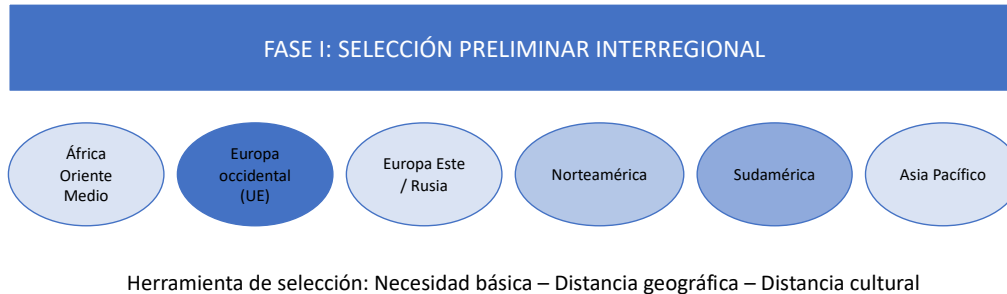 FASE I: SELECCIÓN PRELIMINAR INTERREGIONAL
África
Oriente
Medio
Europa
occidental
(UE)
Europa Este
/ Rusia
Norteamérica
Sudamérica
Asia Pacífico
Herramienta de selección: Necesidad básica – Distancia geográfica – Distancia cultural